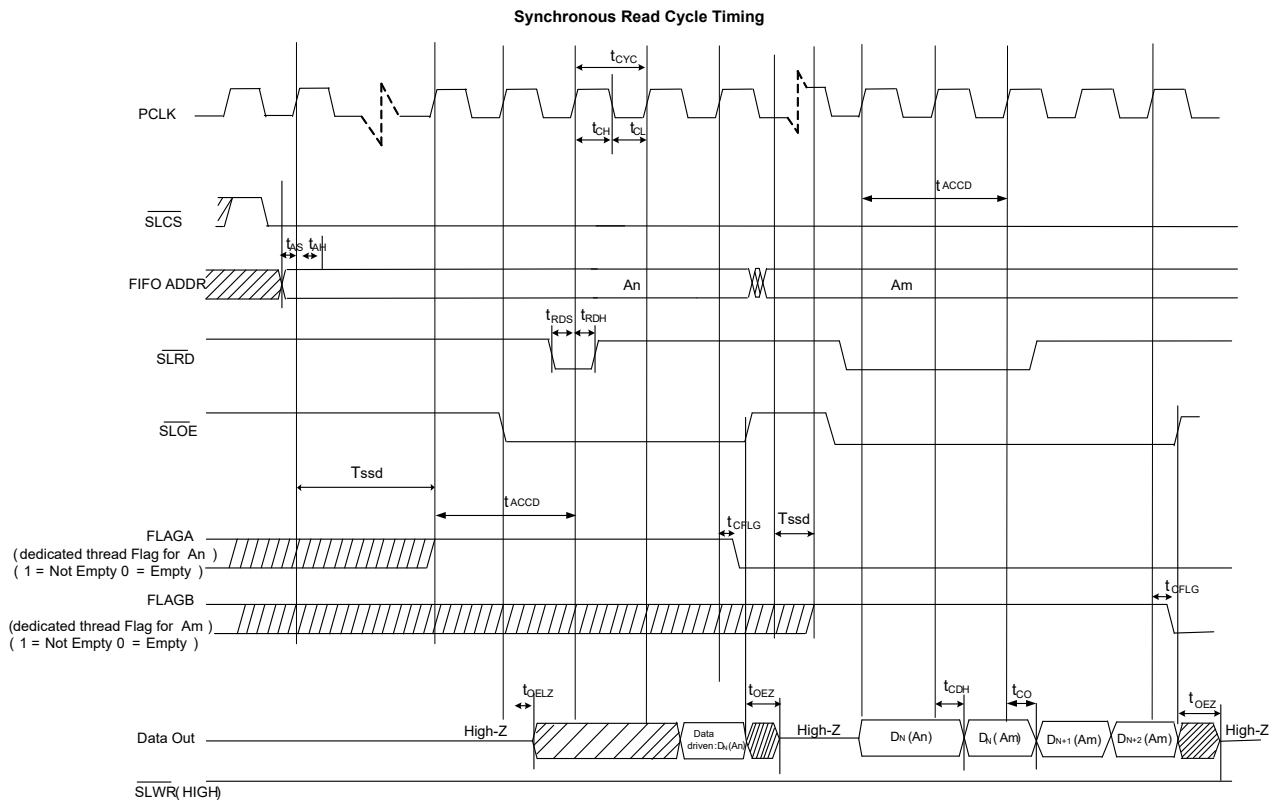 Synchronous Read Cycle Timing
tCYC
PCLK
tCH tCL
tACCD
SLCS
tAS tAH
FIFO ADDR An Am
tRDS tRDH
SLRD
SLOE
Tssd
tACCD
FLAGA tCFLG Tssd
(dedicated thread Flag for An)
(1 = Not Empty 0 = Empty)
FLAGB tCFLG
(dedicated thread Flag for Am)
(1 = Not Empty 0 = Empty)
tOELZ tOEZ tCDH tCO tOEZ
Data Out High-Z Data driven:DN(An) High-Z DN(An) DN(Am) DN+1(Am) DN+2(Am) High-Z
SLWR(HIGH)